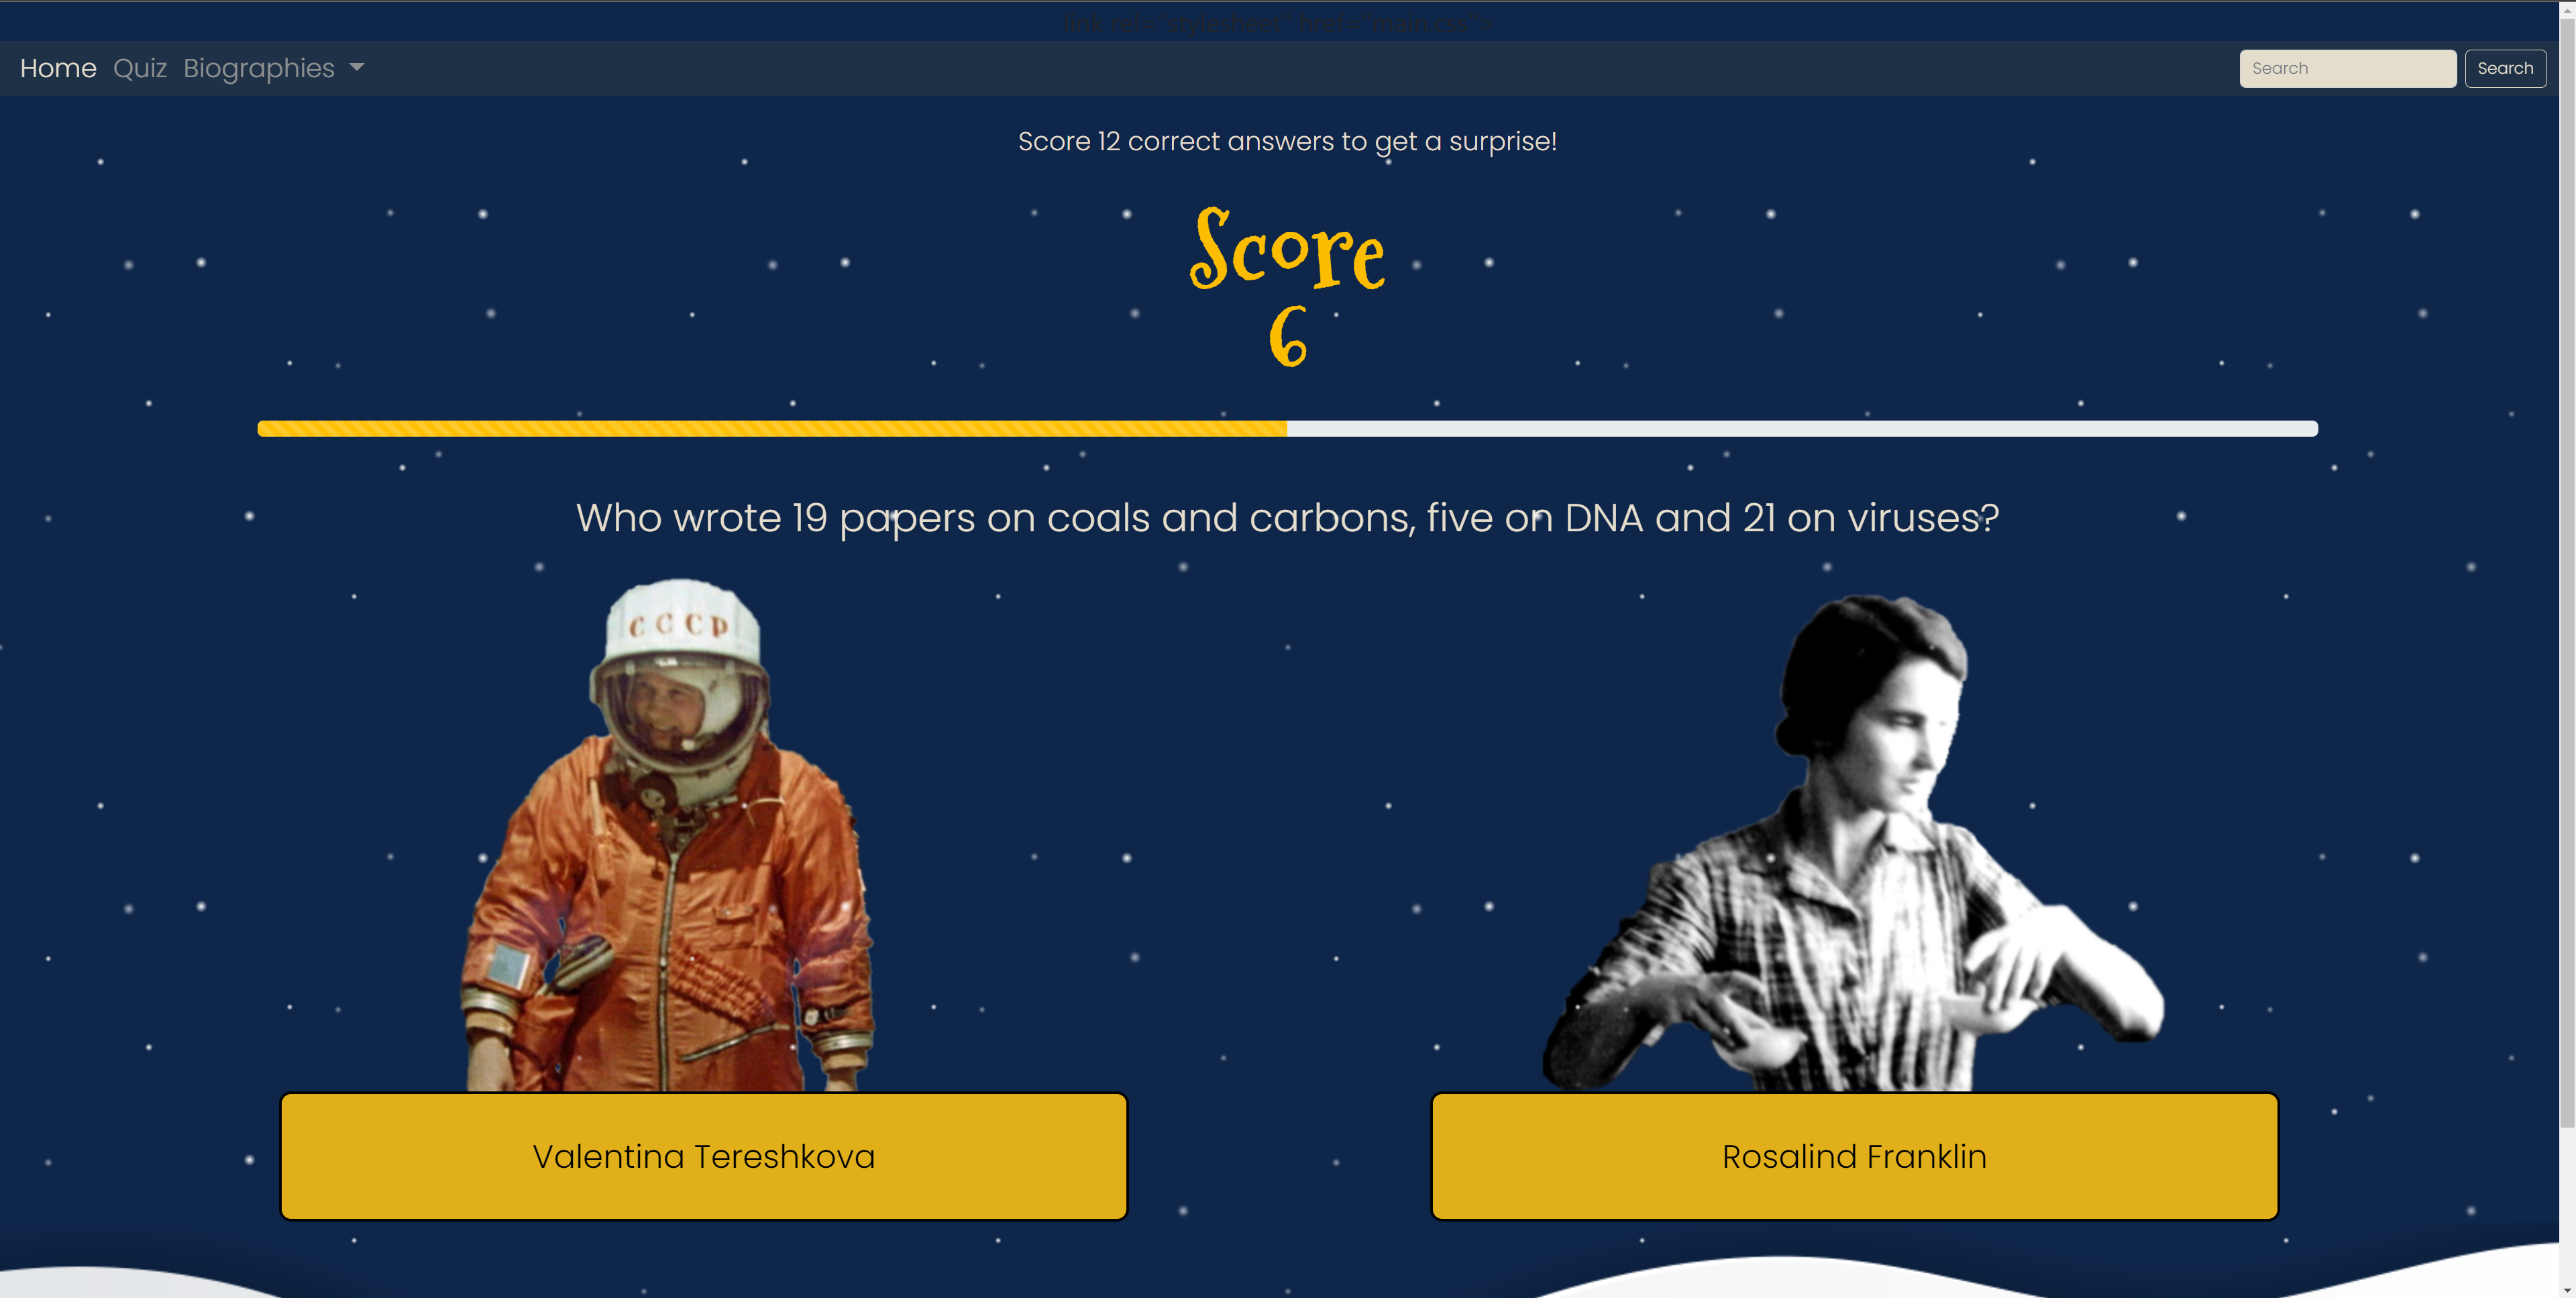 link rel="stylesheet" href="main.css" >
Home Quiz Biographies
Search Search
Score 12 correct answers to get a surprise!
Score
6
Who wrote 19 papers on coals and carbons, five on DNA and 21 on viruses?
СССР
Valentina Tereshkova
Rosalind Franklin